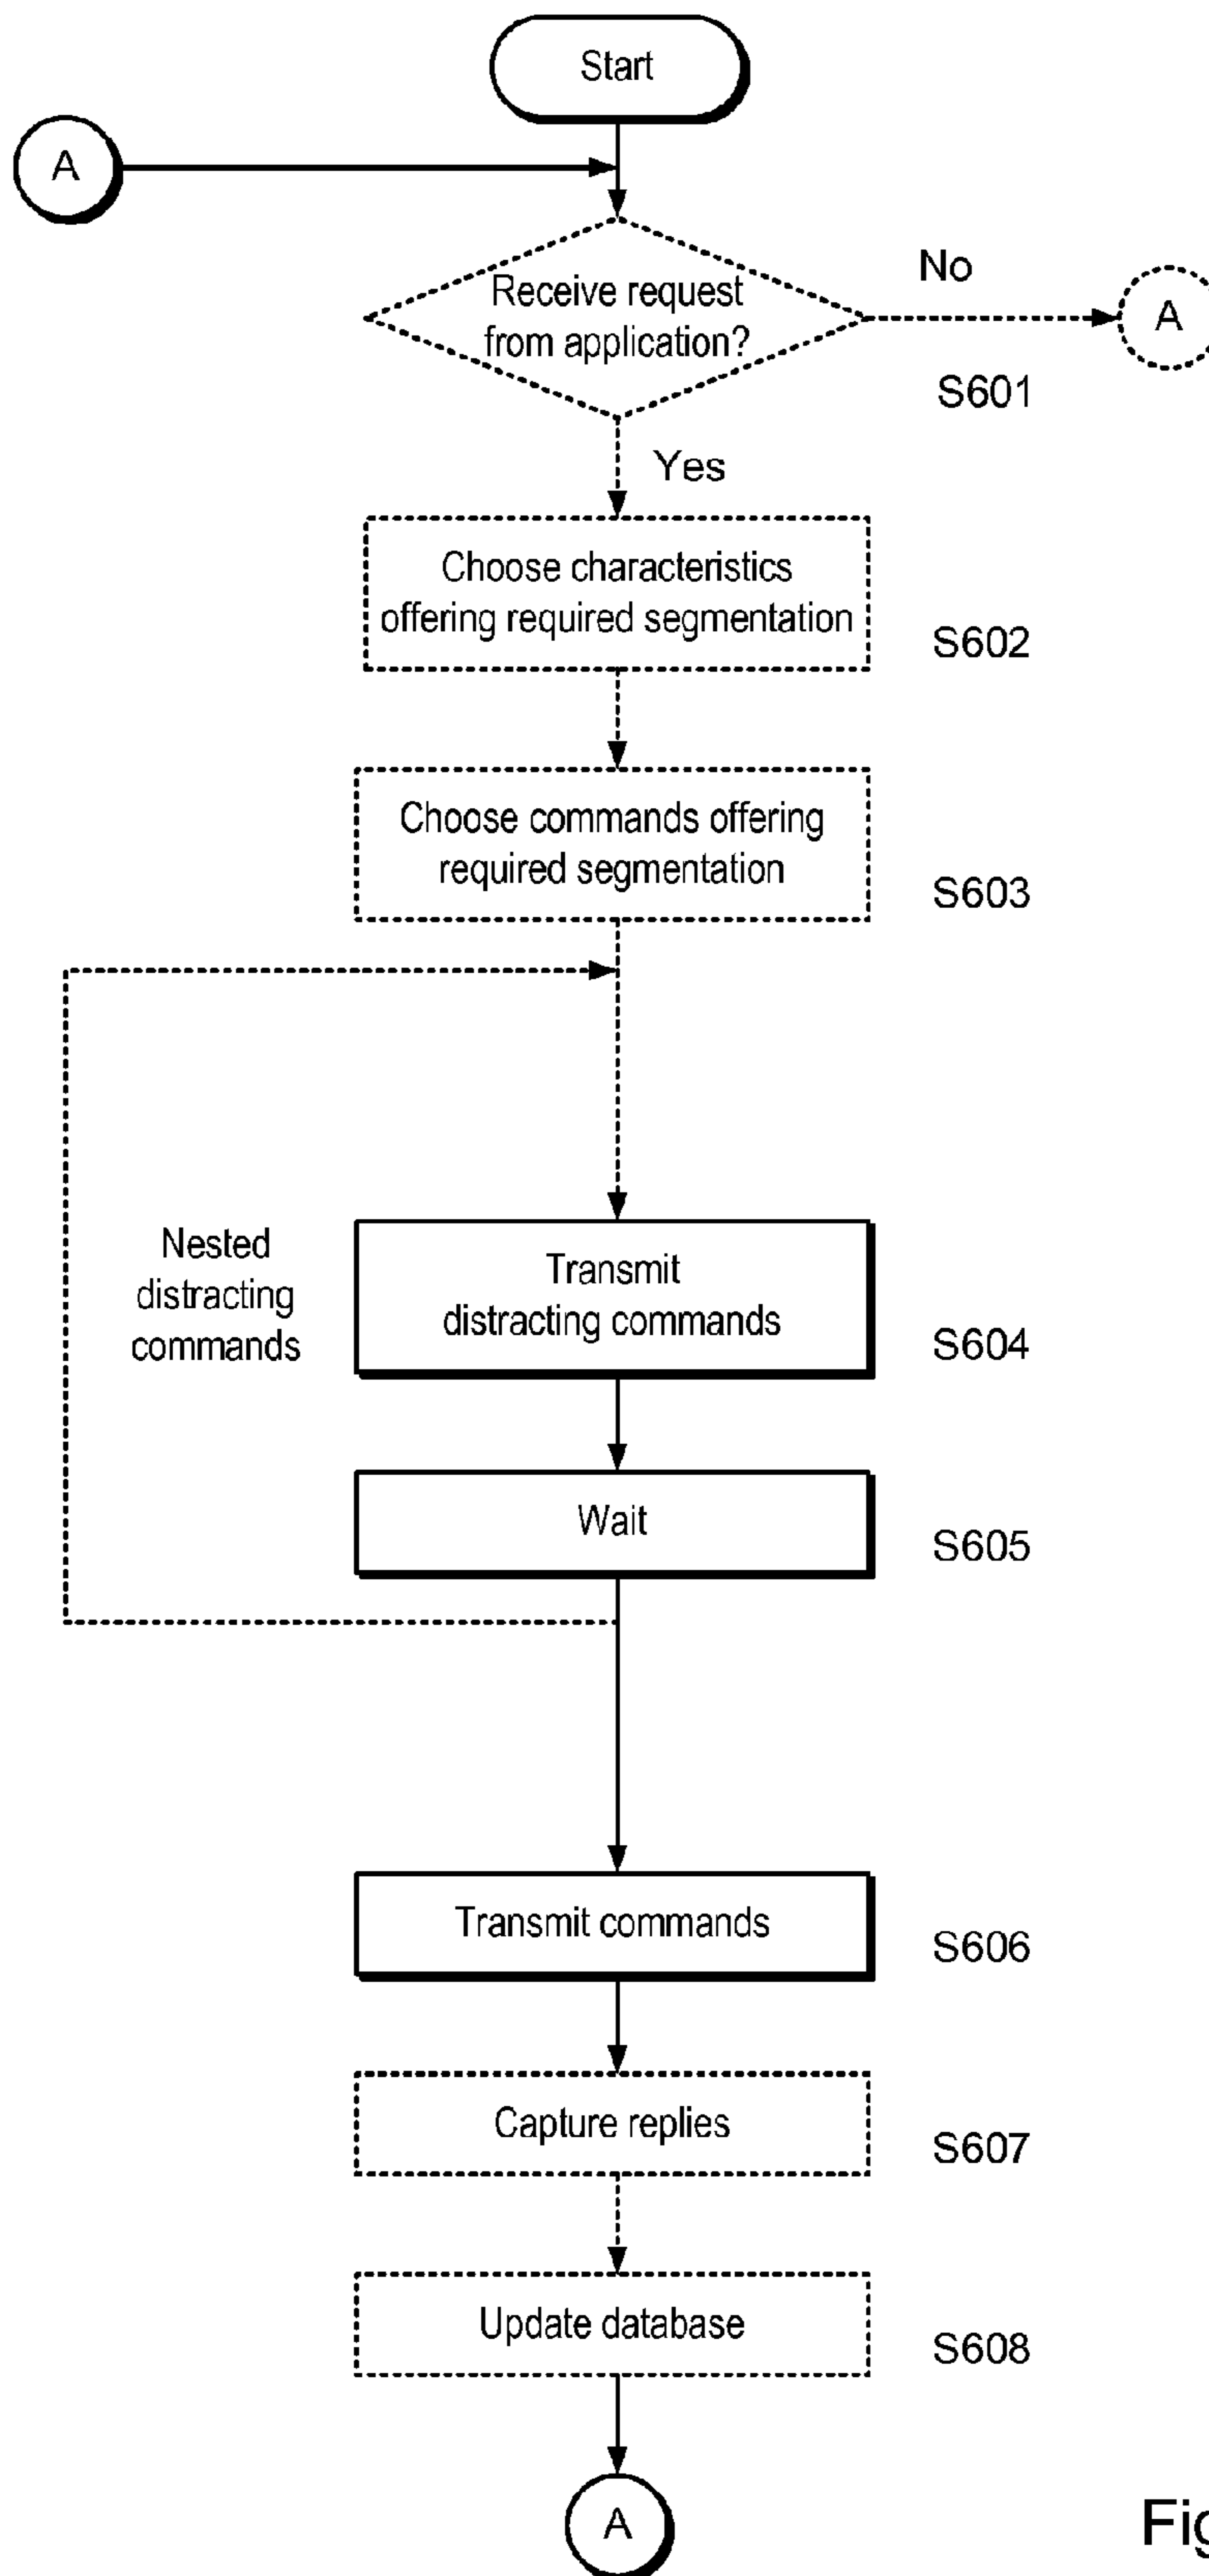 Start
A
Receive request
from application?
No
A
S601
Yes
Choose characteristics
offering required segmentation
S602
Choose commands offering
required segmentation
S603
Nested
distracting
commands
Transmit
distracting commands
S604
Wait
S605
Transmit commands
S606
Capture replies
S607
Update database
S608
A